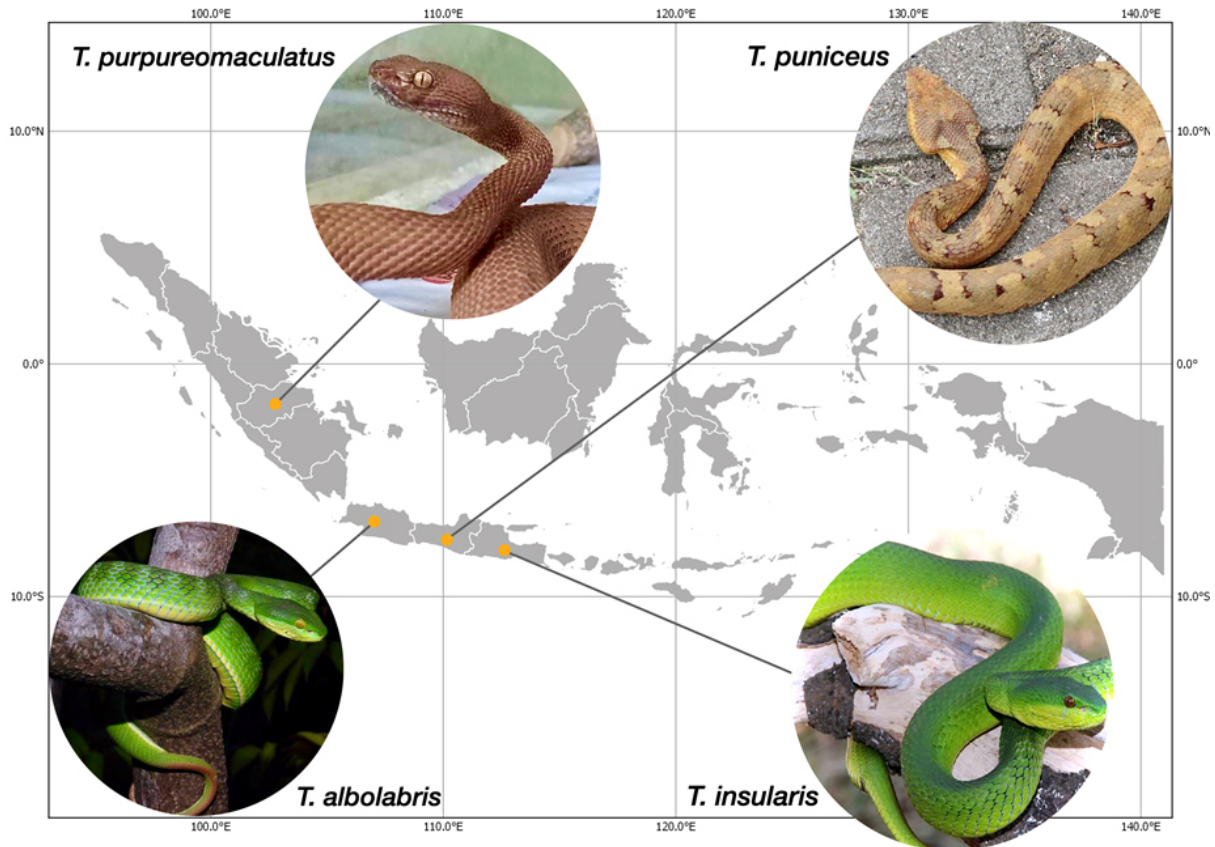 100.0°E 110.0°E 120.0°E 130.0°E 140.0°E
T. purpureomaculatus
T. puniceus
10.0°N 10.0°N
0.0° 0.0°
10.0°S 10.0°S
T. albolabris
T. insularis
100.0°E 110.0°E 120.0°E 130.0°E 140.0°E